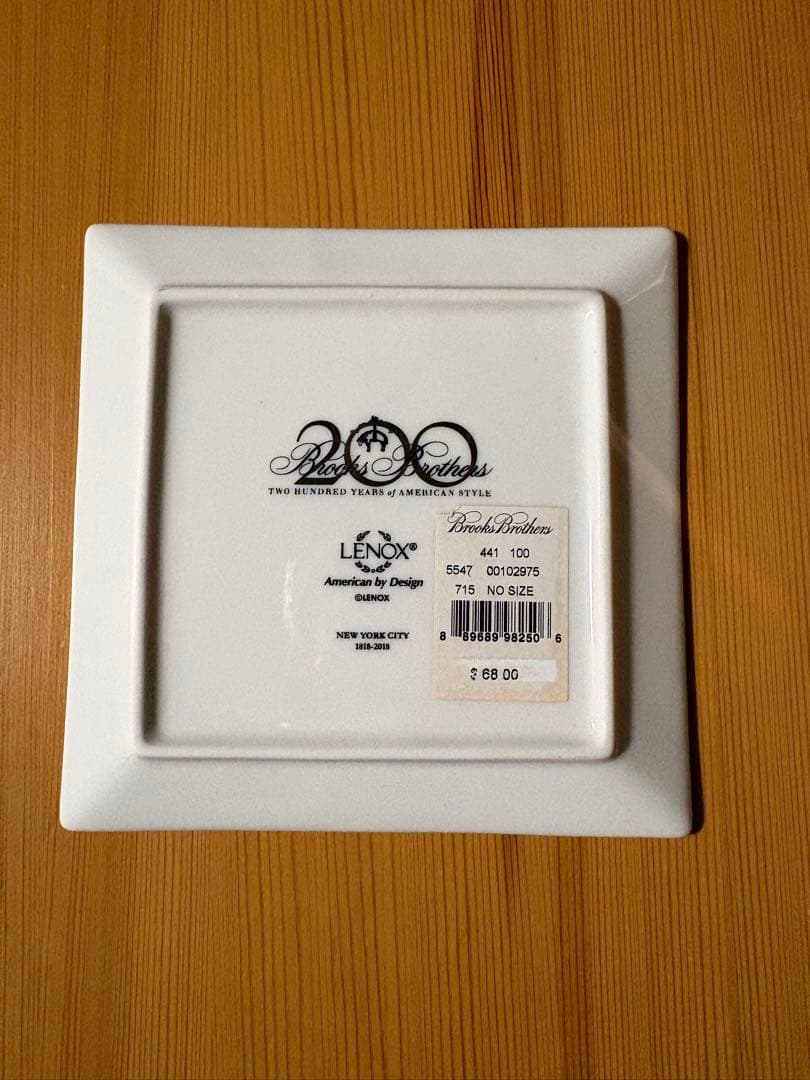 200
Brooks Brothers
TWO HUNDRED YEARS of AMERICAN STYLE
LENOX®
American by Design
©LENOX
NEW YORK CITY
1818-2018
Brooks Brothers
441 100
5547 00102975
715 NO SIZE
8 89689 98250 6
$ 68 00